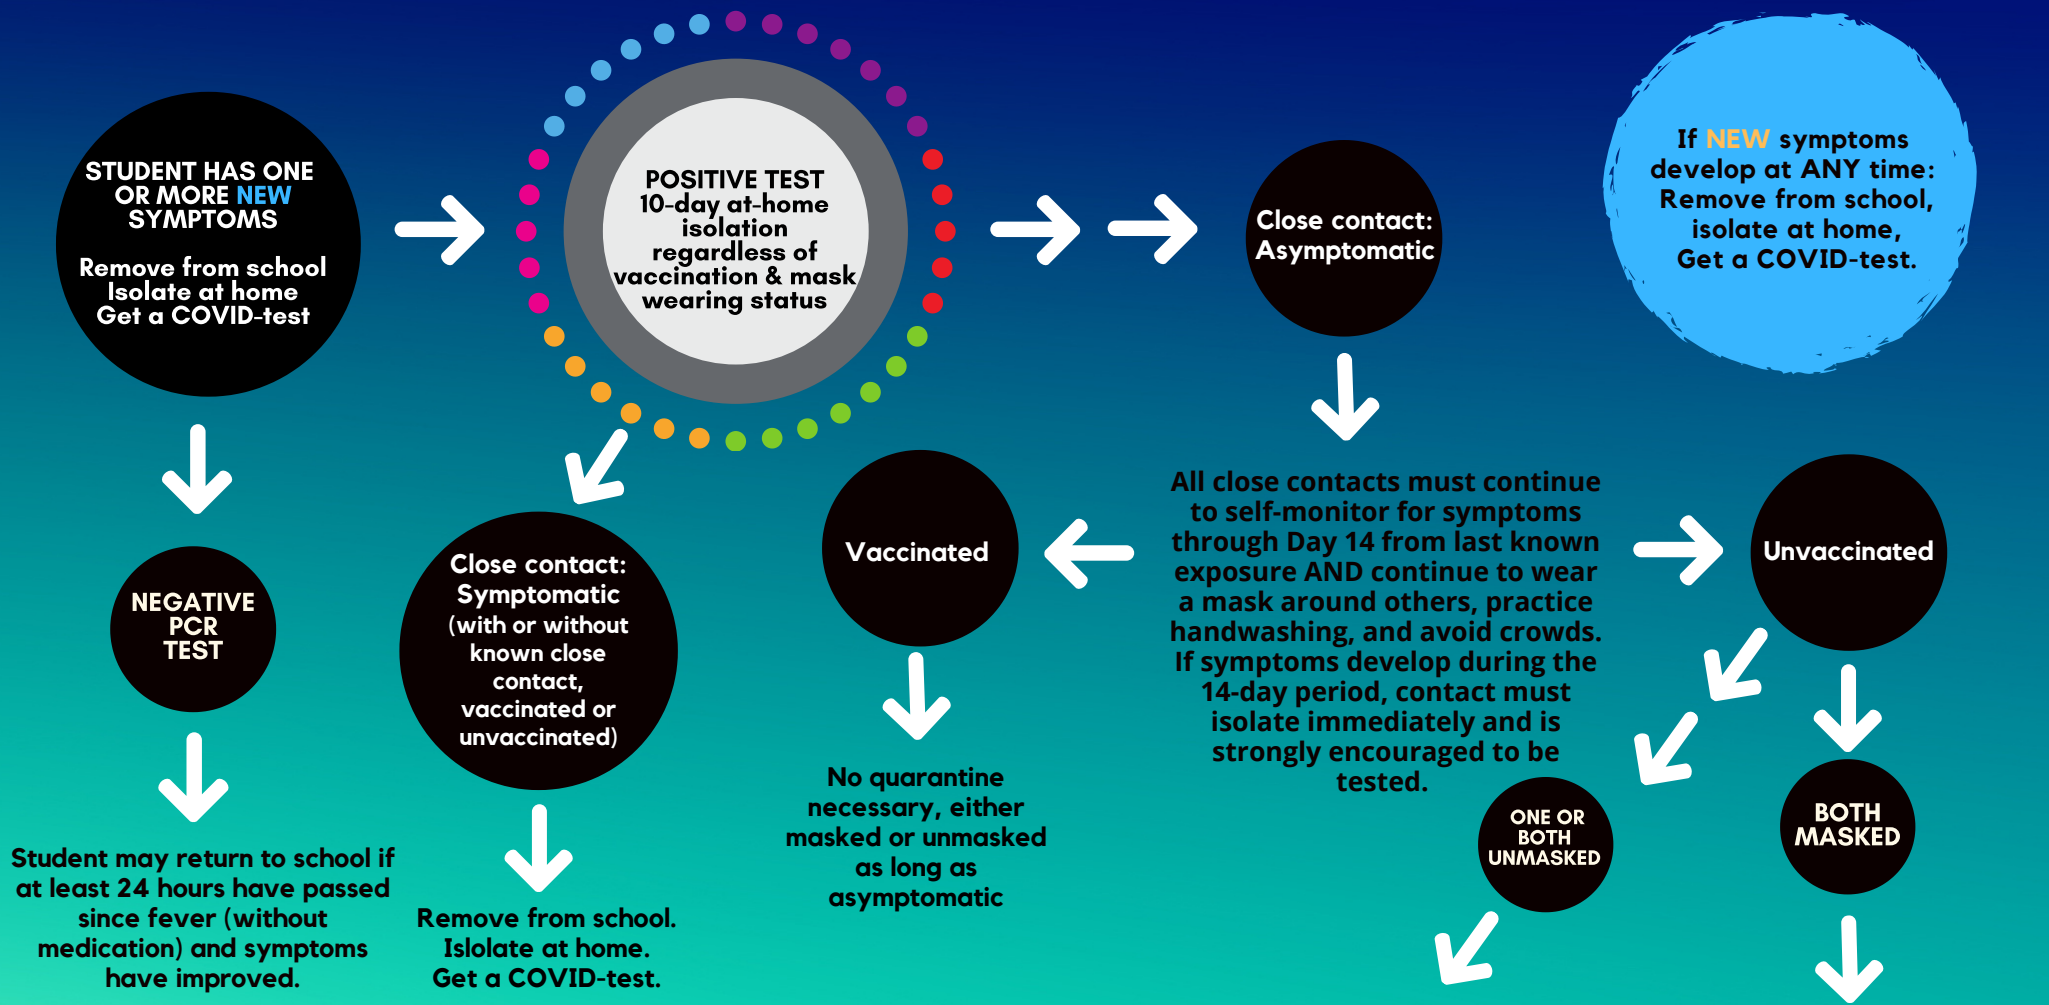 STUDENT HAS ONE
OR MORE NEW
SYMPTOMS
Remove from school
Isolate at home
Get a COVID-test
POSITIVE TEST
10-day at-home
isolation
regardless of
vaccination & mask
wearing status
Close contact:
Asymptomatic
If NEW symptoms
develop at ANY time:
Remove from school,
isolate at home,
Get a COVID-test.
NEGATIVE
PCR
TEST
Student may return to school if
at least 24 hours have passed
since fever (without
medication) and symptoms
have improved.
Close contact:
Symptomatic
(with or without
known close
contact,
vaccinated or
unvaccinated)
Remove from school.
Islolate at home.
Get a COVID-test.
Vaccinated
No quarantine
necessary, either
masked or unmasked
as long as
asymptomatic
All close contacts must continue
to self-monitor for symptoms
through Day 14 from last known
exposure AND continue to wear
a mask around others, practice
handwashing, and avoid crowds.
If symptoms develop during the
14-day period, contact must
isolate immediately and is
strongly encouraged to be
tested.
Unvaccinated
ONE OR
BOTH
UNMASKED
BOTH
MASKED